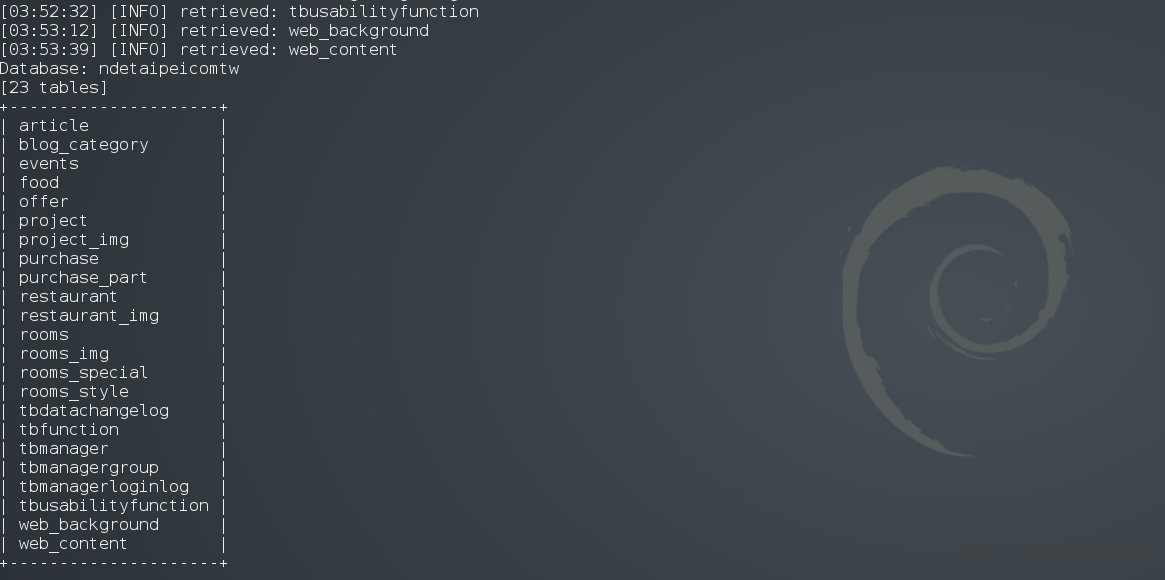 [03:52:32] [INFO] retrieved: tbusabilityfunction
[03:53:12] [INFO] retrieved: web_background
[03:53:39] [INFO] retrieved: web_content
Database: ndetaipeicomtw
[23 tables]
+---------------------+
| article             |
| blog_category       |
| events              |
| food                |
| offer               |
| project             |
| project_img         |
| purchase            |
| purchase_part       |
| restaurant          |
| restaurant_img      |
| rooms               |
| rooms_img           |
| rooms_special       |
| rooms_style         |
| tbdatachangelog     |
| tbfunction          |
| tbmanager           |
| tbmanagergroup      |
| tbmanagerloginlog   |
| tbusabilityfunction |
| web_background      |
| web_content         |
+---------------------+